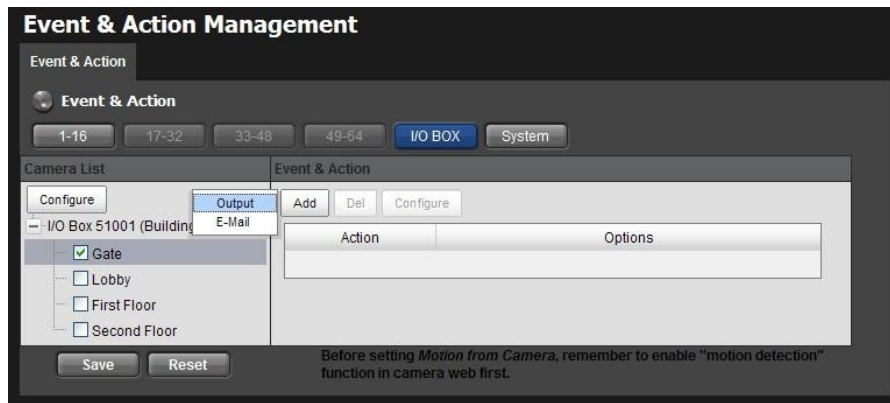 Event & Action Management
Event & Action
Event & Action
1-16 17-32 33-48 49-64 I/O BOX System
Camera List Event & Action
Configure Output Add Del Configure
I/O Box 51001 (Building E-Mail
Action Options
Gate
Lobby
First Floor
Second Floor
Save Reset
Before setting Motion from Camera, remember to enable "motion detection"
function in camera web first.